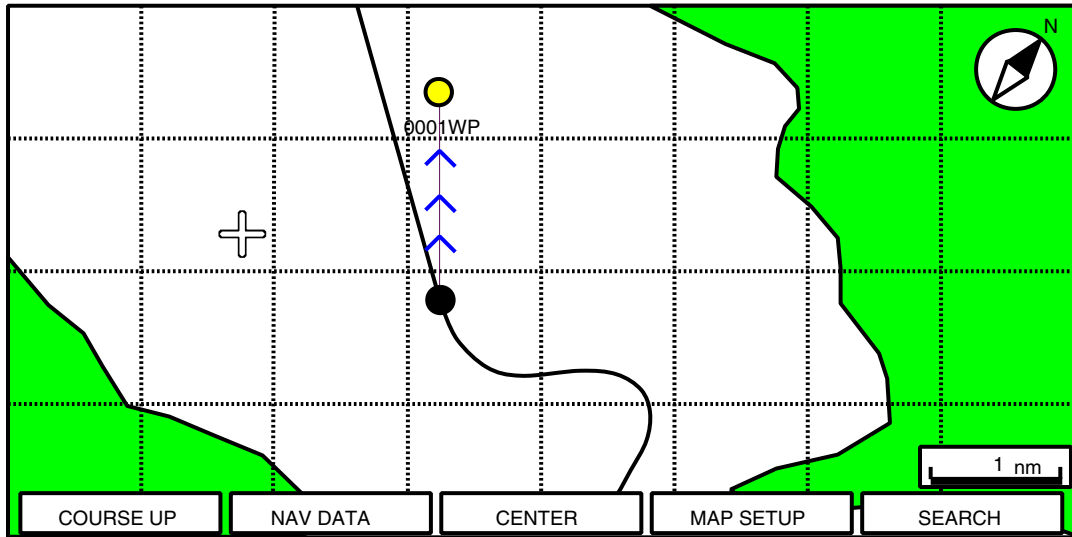 N
0001WP
1 nm
COURSE UP
NAV DATA
CENTER
MAP SETUP
SEARCH